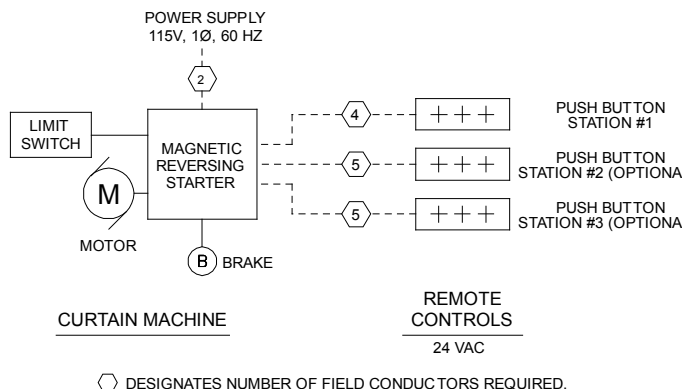 POWER SUPPLY
115V, 1Ø, 60 HZ
2
LIMIT
SWITCH
MAGNETIC
REVERSING
STARTER
M
MOTOR
B
BRAKE
4
+ + +
PUSH BUTTON
STATION #1
5
+ + +
PUSH BUTTON
STATION #2 (OPTIONA
5
+ + +
PUSH BUTTON
STATION #3 (OPTIONA
CURTAIN MACHINE
REMOTE
CONTROLS
24 VAC
DESIGNATES NUMBER OF FIELD CONDUCTORS REQUIRED.